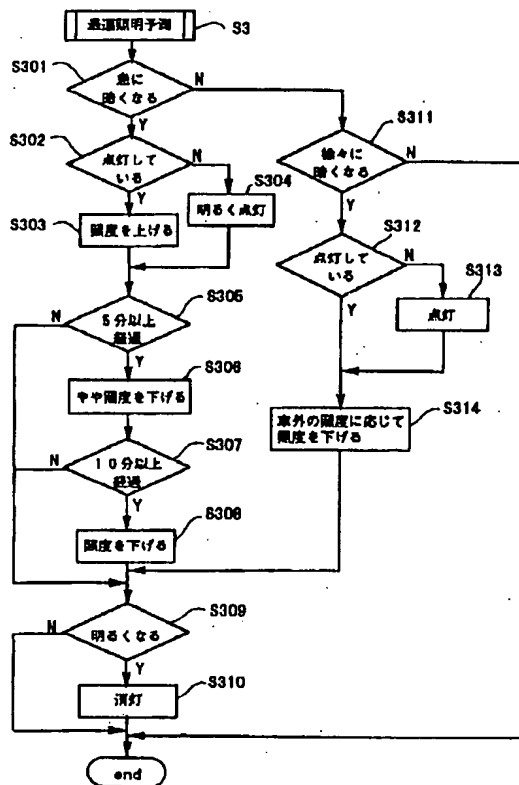 最適照明予測
S3
S301
急に
暗くなる
N
Y
S302
点灯して
いる
N
Y
S304
明るく点灯
S303
照度を上げる
S305
5分以上
経過
N
Y
S306
やや照度を下げる
S307
10分以上
経過
N
Y
S308
照度を下げる
S309
明るくなる
N
Y
S310
消灯
end
S311
徐々に
暗くなる
N
Y
S312
点灯して
いる
N
Y
S313
点灯
S314
車外の照度に応じて
照度を下げる